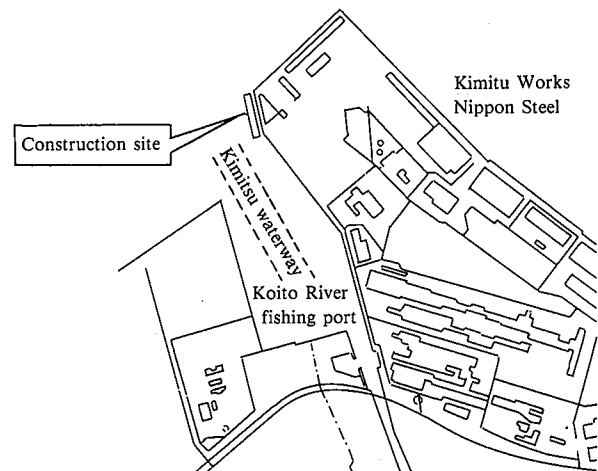 Kimitu Works
Nippon Steel
Construction site
Kimitsu waterway
Koito River
fishing port